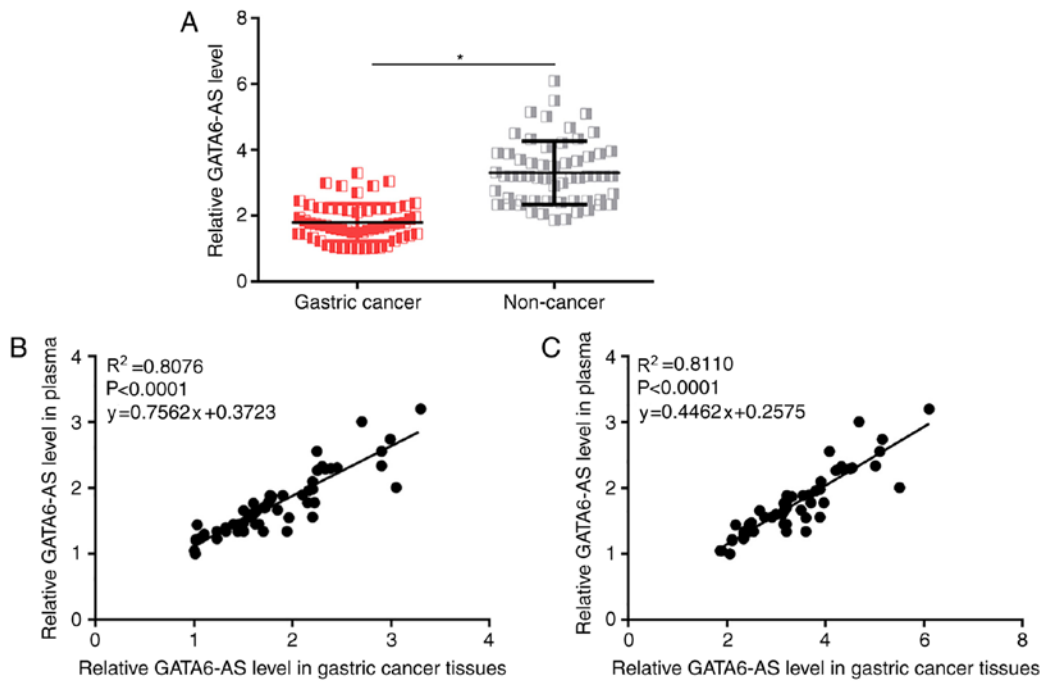 A
Relative GATA6-AS level
8
6
4
2
0
*
Gastric cancer
Non-cancer
B
Relative GATA6-AS level in plasma
4
3
2
1
0
R²=0.8076
P<0.0001
y=0.7562x+0.3723
0 1 2 3 4
Relative GATA6-AS level in gastric cancer tissues
C
Relative GATA6-AS level in plasma
4
3
2
1
0
R²=0.8110
P<0.0001
y=0.4462x+0.2575
0 2 4 6 8
Relative GATA6-AS level in gastric cancer tissues